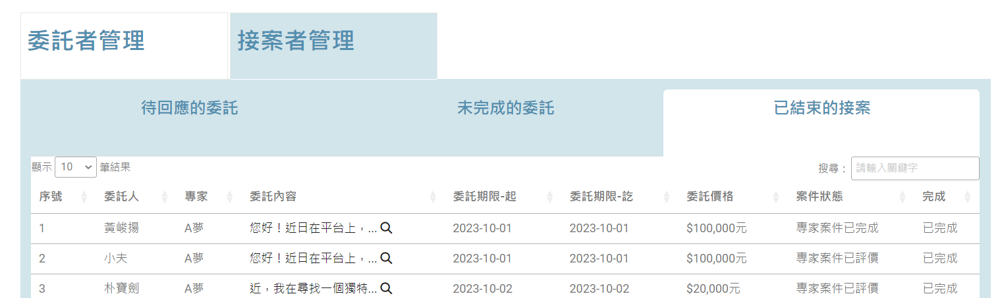 委託者管理 接案者管理
待回應的委託 未完成的委託 已結束的接案
顯示 10 筆結果 搜尋： 請輸入關鍵字
序號 委託人 專家 委託內容 委託期限-起 委託期限-訖 委託價格 案件狀態 完成
1 黃峻揚 A夢 您好！近日在平台上，... 2023-10-01 2023-10-01 $100,000元 專家案件已完成 已完成
2 小夫 A夢 您好！近日在平台上，... 2023-10-01 2023-10-01 $100,000元 專家案件已評價 已完成
3 朴寶劍 A夢 近，我在尋找一個獨特... 2023-10-02 2023-10-02 $20,000元 專家案件已評價 已完成